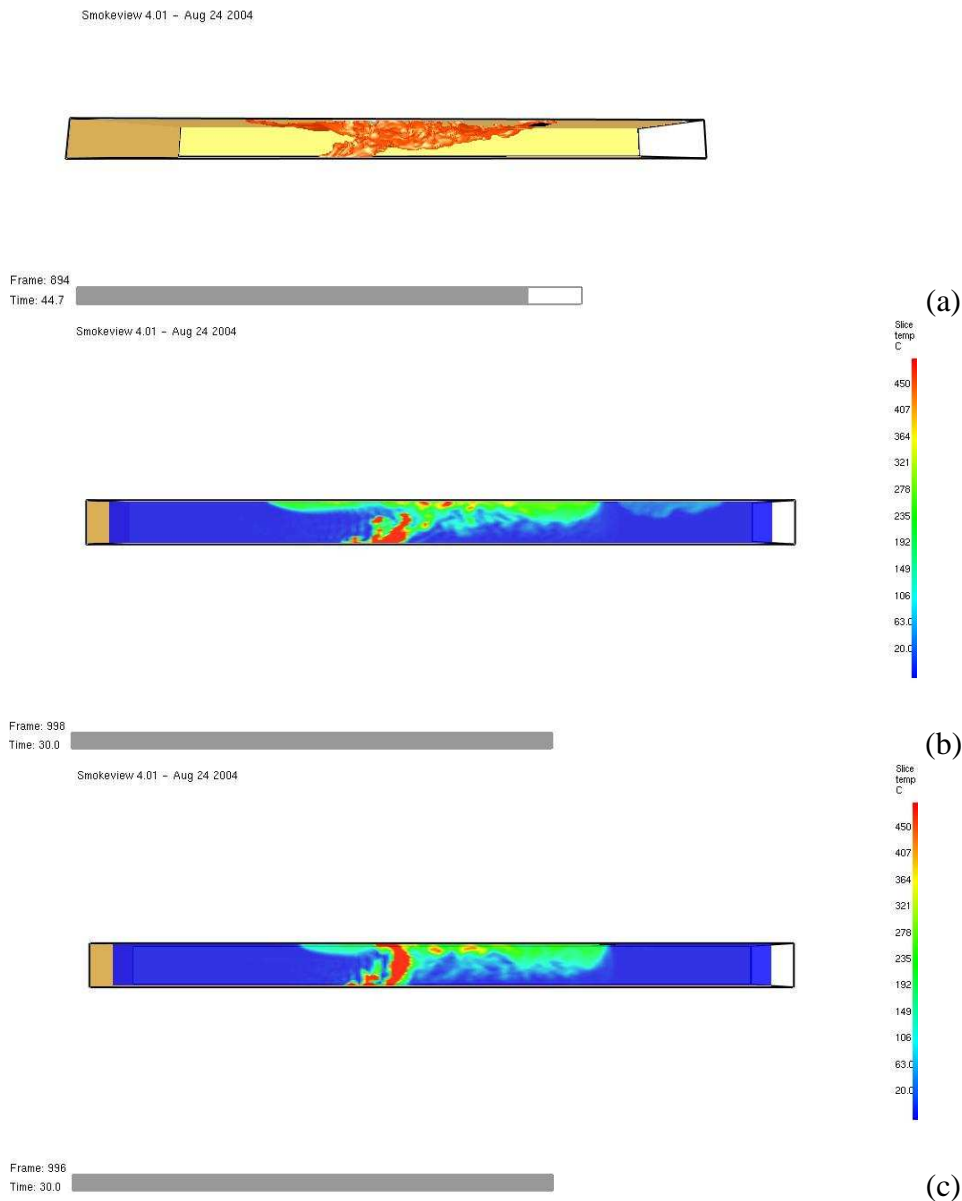 Smokeview 4.01 - Aug 24 2004
Frame: 894
Time: 44.7
(a)
Smokeview 4.01 - Aug 24 2004
Slice
temp
C
450
407
364
321
278
235
192
149
106
63.0
20.0
Frame: 998
Time: 30.0
(b)
Smokeview 4.01 - Aug 24 2004
Slice
temp
C
450
407
364
321
278
235
192
149
106
63.0
20.0
Frame: 996
Time: 30.0
(c)